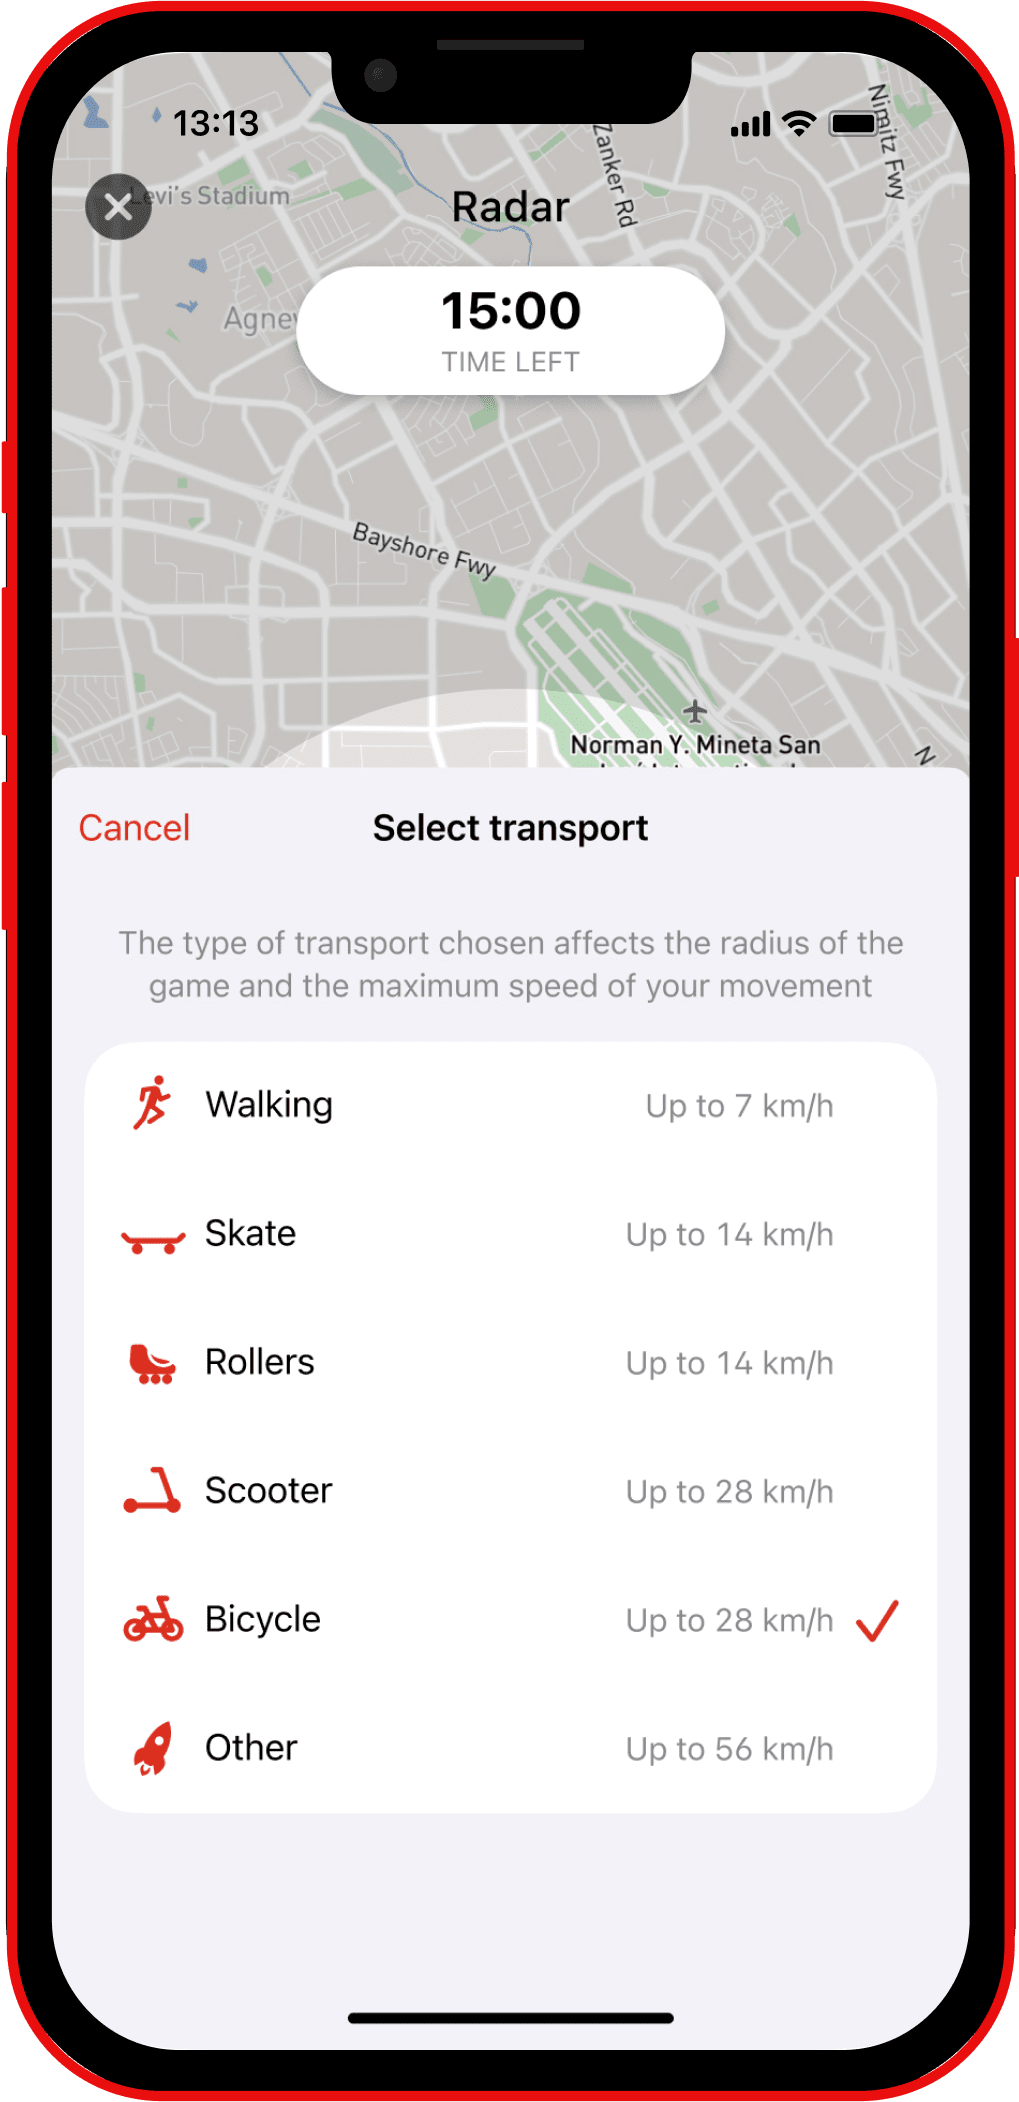 13:13
Nimitz Fwy
Zanker Rd
Levi's Stadium
Radar
15:00
TIME LEFT
Bayshore Fwy
Norman Y. Mineta San
N
Cancel
Select transport
The type of transport chosen affects the radius of the
game and the maximum speed of your movement
Walking Up to 7 km/h
Skate Up to 14 km/h
Rollers Up to 14 km/h
Scooter Up to 28 km/h
Bicycle Up to 28 km/h
Other Up to 56 km/h